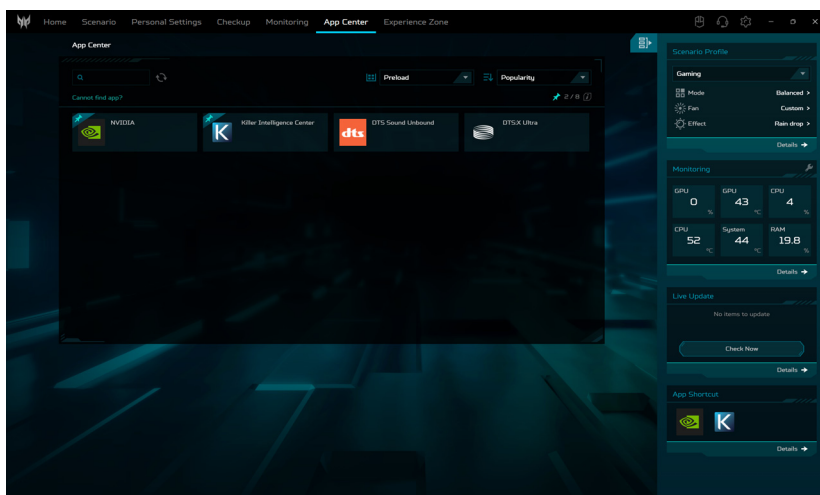 Home Scenario Personal Settings Checkup Monitoring App Center Experience Zone
App Center
Preload
Popularity
Cannot find app?
2 / 8
NVIDIA
Killer Intelligence Center
dts
DTS Sound Unbound
DTS:X Ultra
Scenario Profile
Gaming
Mode Balanced >
Fan Custom >
Effect Rain drop >
Details
Monitoring
GPU 0 %
GPU 43 °C
CPU 4 %
CPU 52 °C
System 44 °C
RAM 19.8 %
Details
Live Update
No items to update
Check Now
Details
App Shortcut
Details